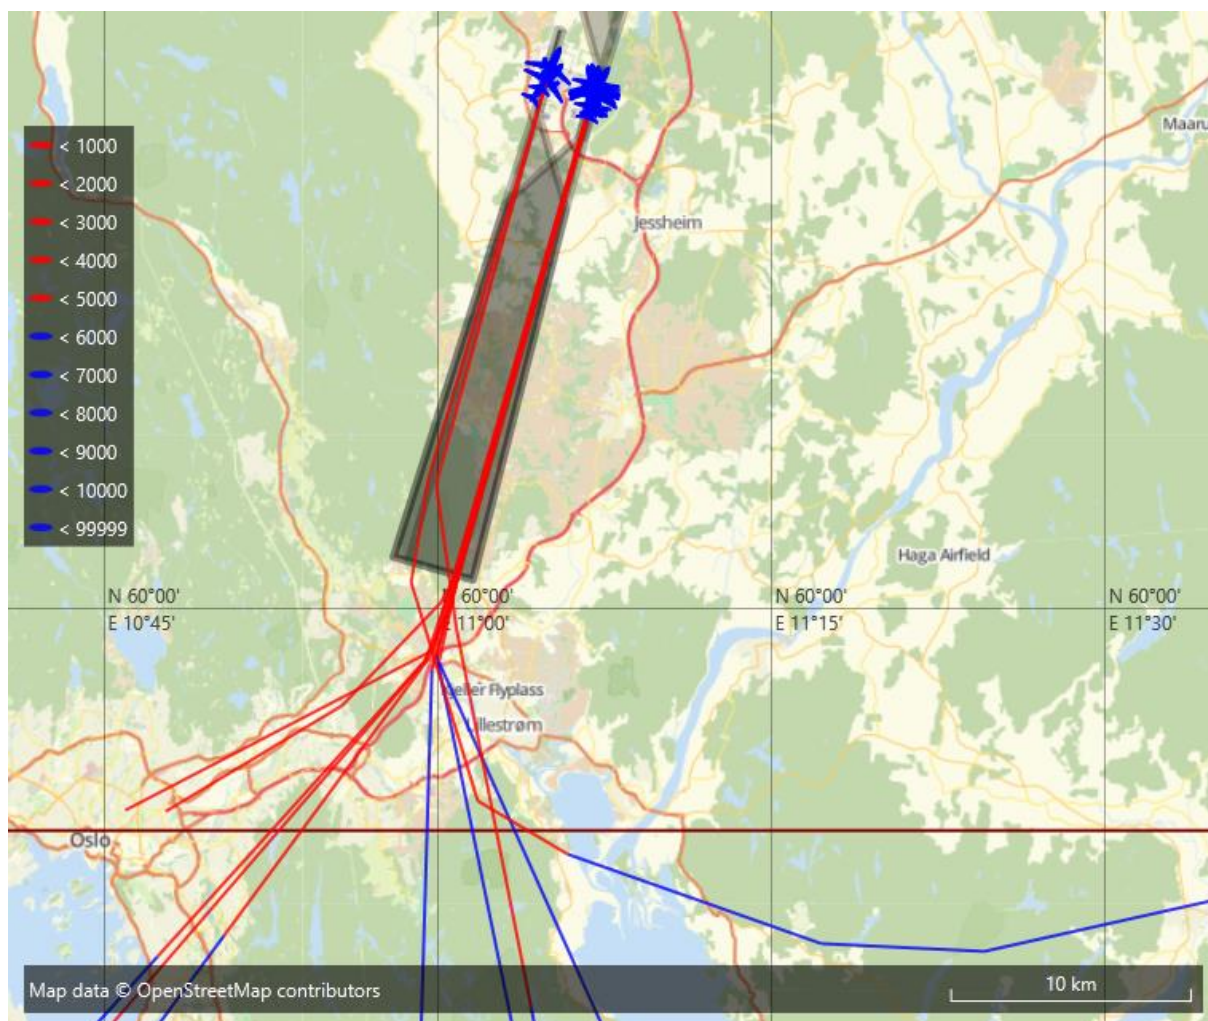 Maaru
< 1000
< 2000
< 3000
< 4000
< 5000
< 6000
< 7000
< 8000
< 9000
< 10000
< 99999
Jessheim
Haga Airfield
N 60°00' N 60°00' N 60°00' N 60°00'
E 10°45' E 11°00' E 11°15' E 11°30'
Flyplass
Lillestrøm
Oslo
Map data © OpenStreetMap contributors
10 km